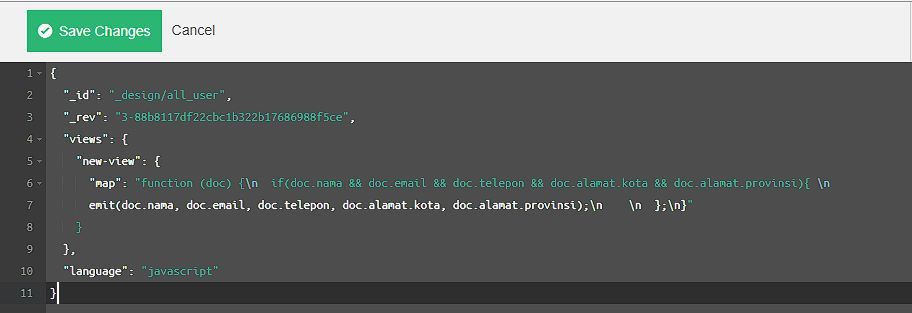 Save Changes Cancel
1 {
2 "_id": "_design/all_user",
3 "_rev": "3-88b8117df22cbc1b322b17686988f5ce",
4 "views": {
5 "new-view": {
6 "map": "function (doc) {\n  if(doc.nama && doc.email && doc.telepon && doc.alamat.kota && doc.alamat.provinsi){ \n
7 emit(doc.nama, doc.email, doc.telepon, doc.alamat.kota, doc.alamat.provinsi);\n    \n  };\n}"
8 }
9 },
10 "language": "javascript"
11 }